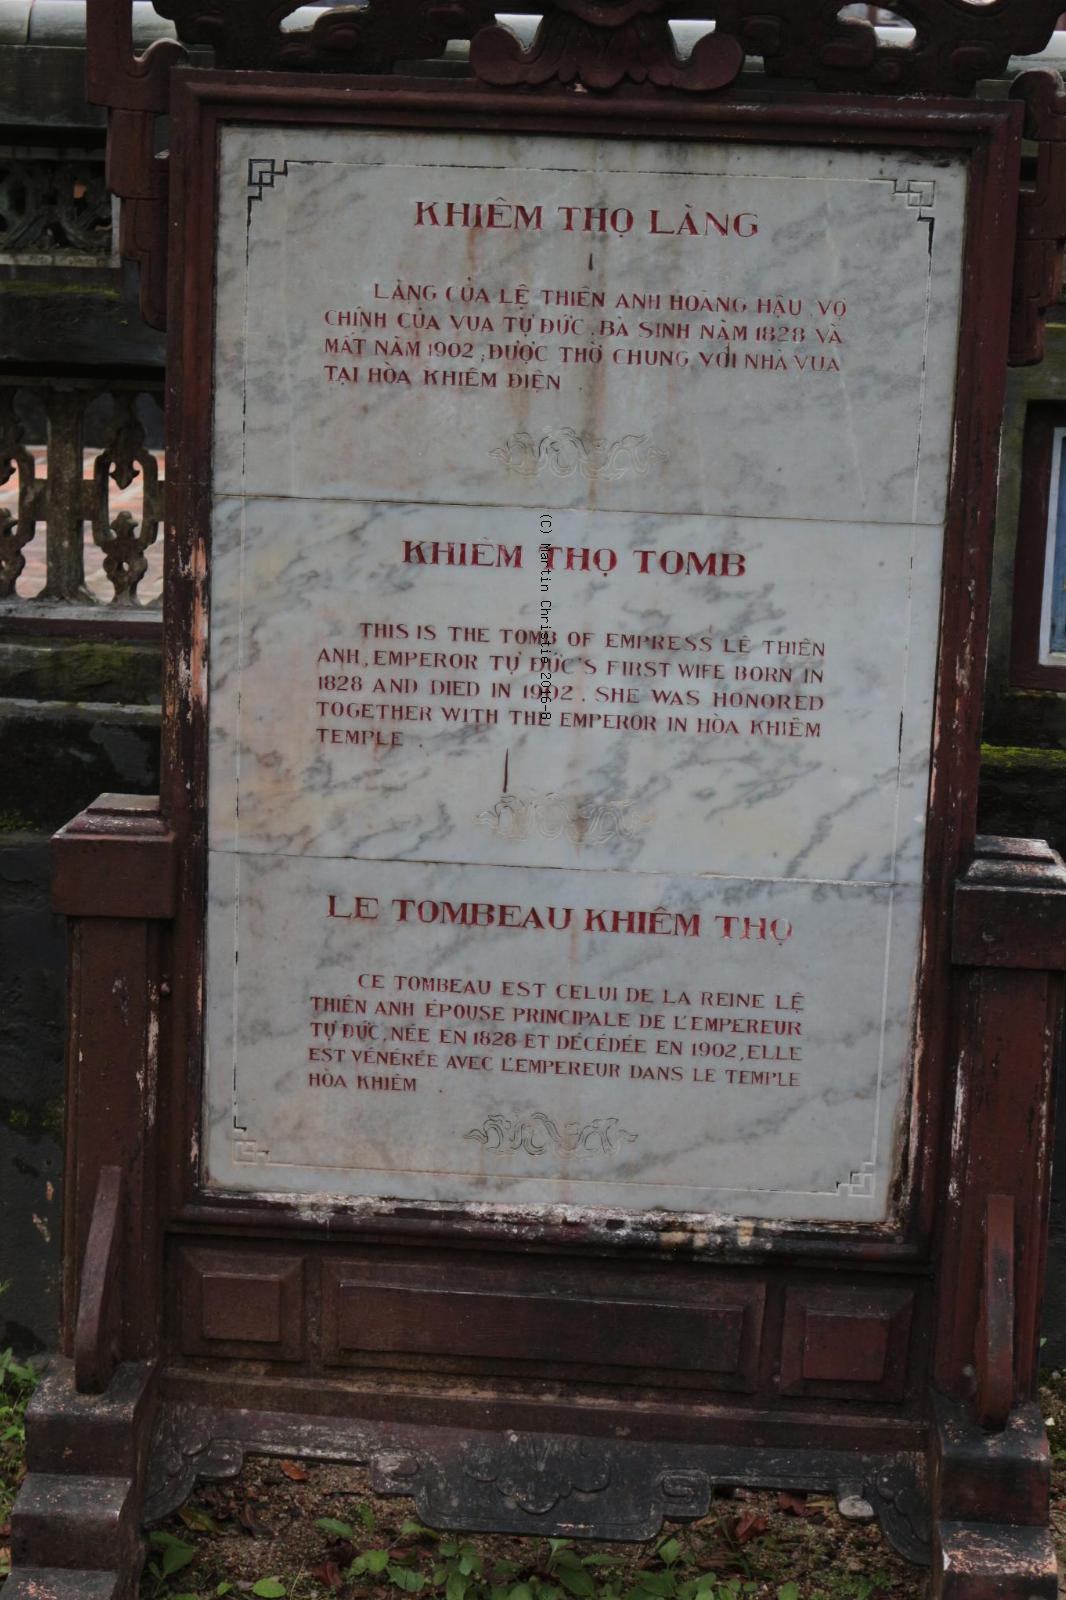 KHIÊM THỌ LĂNG
LĂNG CỦA LỆ THIÊN ANH HOÀNG HẬU VỢ
CHÍNH CỦA VUA TỰ ĐỨC, BÀ SINH NĂM 1828 VÀ
MẤT NĂM 1902, ĐƯỢC THỜ CHUNG VỚI NHÀ VUA
TẠI HÒA KHIÊM ĐIỆN
KHIÊM THỌ TOMB
THIS IS THE TOMB OF EMPRESS LÊ THIÊN
ANH, EMPEROR TỰ ĐỨC'S FIRST WIFE BORN IN
1828 AND DIED IN 1902. SHE WAS HONORED
TOGETHER WITH THE EMPEROR IN HÒA KHIÊM
TEMPLE.
LE TOMBEAU KHIÊM THỌ
CE TOMBEAU EST CELUI DE LA REINE LỆ
THIÊN ANH ÉPOUSE PRINCIPALE DE L'EMPEREUR
TỰ ĐỨC, NÉE EN 1828 ET DÉCÉDÉE EN 1902, ELLE
EST VÉNÉRÉE AVEC L'EMPEREUR DANS LE TEMPLE
HÒA KHIÊM.
(C) Martin Christie 2016-8